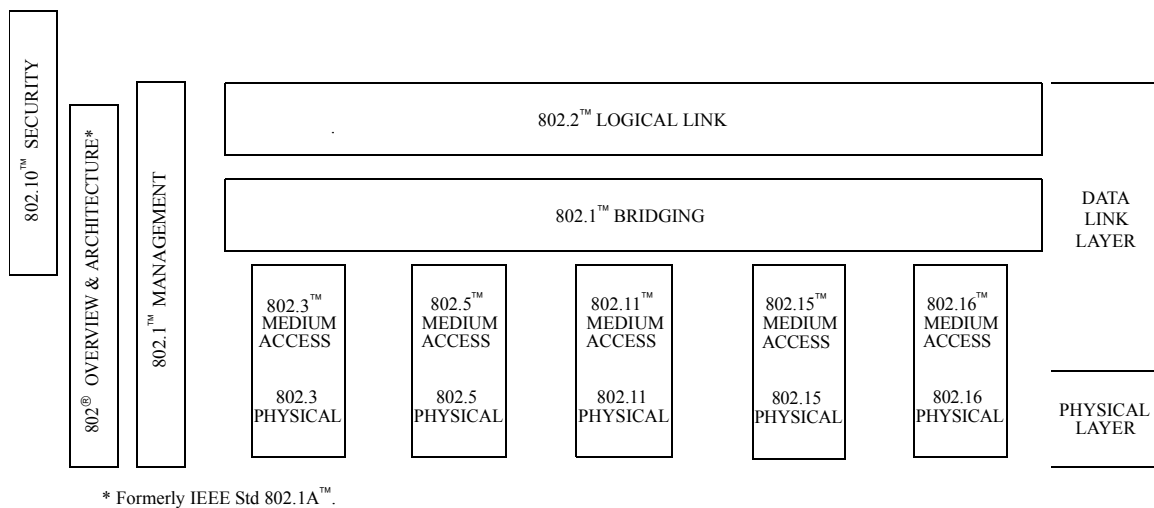 802.10™ SECURITY
802® OVERVIEW & ARCHITECTURE*
802.1™ MANAGEMENT
802.2™ LOGICAL LINK
802.1™ BRIDGING
802.3™
MEDIUM
ACCESS
802.3
PHYSICAL
802.5™
MEDIUM
ACCESS
802.5
PHYSICAL
802.11™
MEDIUM
ACCESS
802.11
PHYSICAL
802.15™
MEDIUM
ACCESS
802.15
PHYSICAL
802.16™
MEDIUM
ACCESS
802.16
PHYSICAL
DATA
LINK
LAYER
PHYSICAL
LAYER
* Formerly IEEE Std 802.1A™.